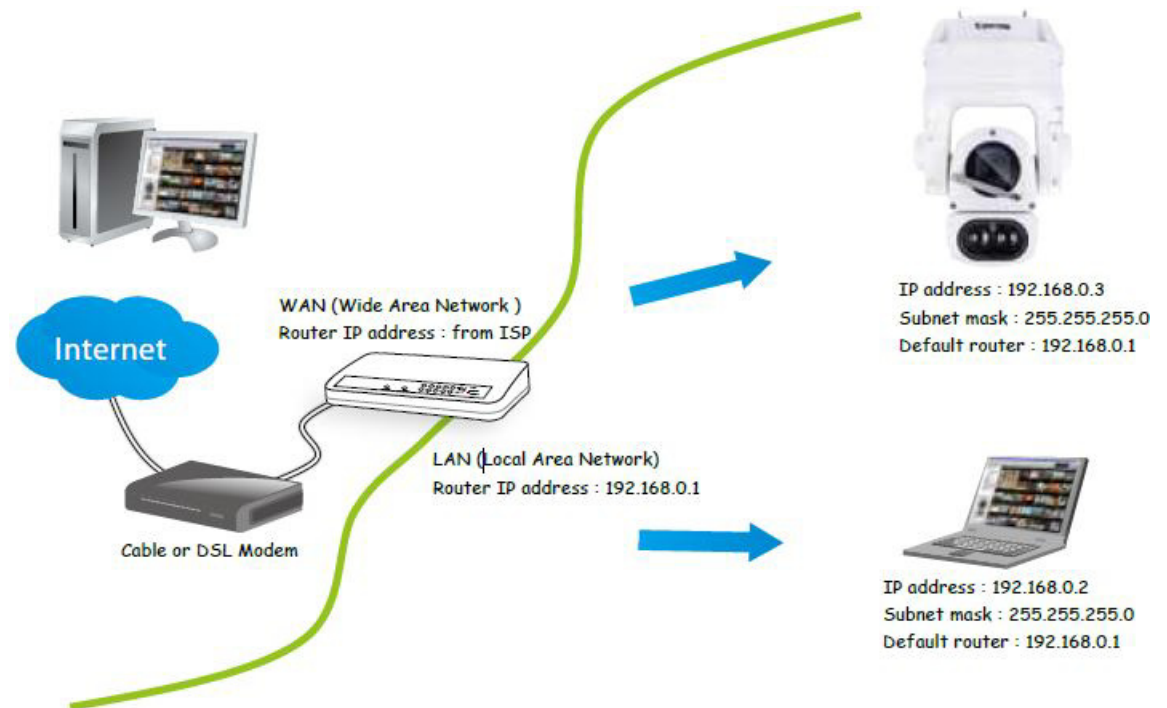 WAN (Wide Area Network )
Router IP address : from ISP
Internet
LAN (Local Area Network)
Router IP address : 192.168.0.1
Cable or DSL Modem
IP address : 192.168.0.3
Subnet mask : 255.255.255.0
Default router : 192.168.0.1
IP address : 192.168.0.2
Subnet mask : 255.255.255.0
Default router : 192.168.0.1